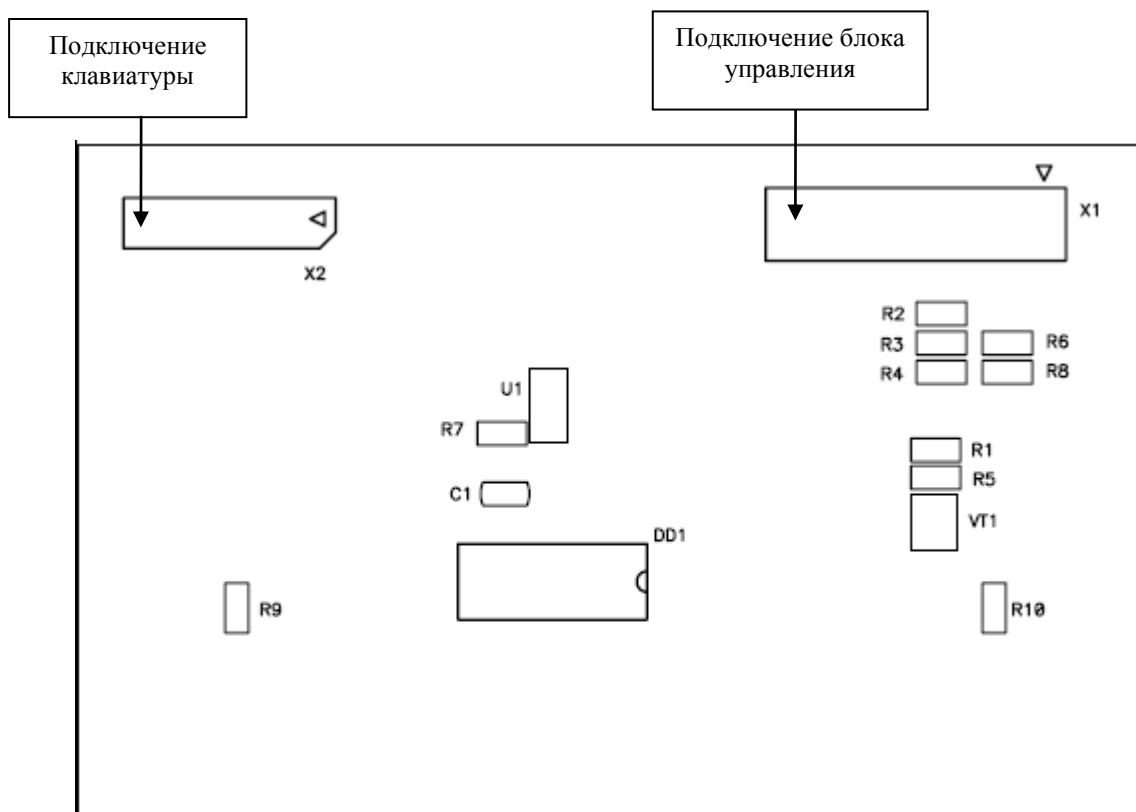 Подключение
клавиатуры
Подключение блока
управления
X1
X2
R2
R3
R6
R4
R8
U1
R7
R1
R5
C1
VT1
DD1
R9
R10